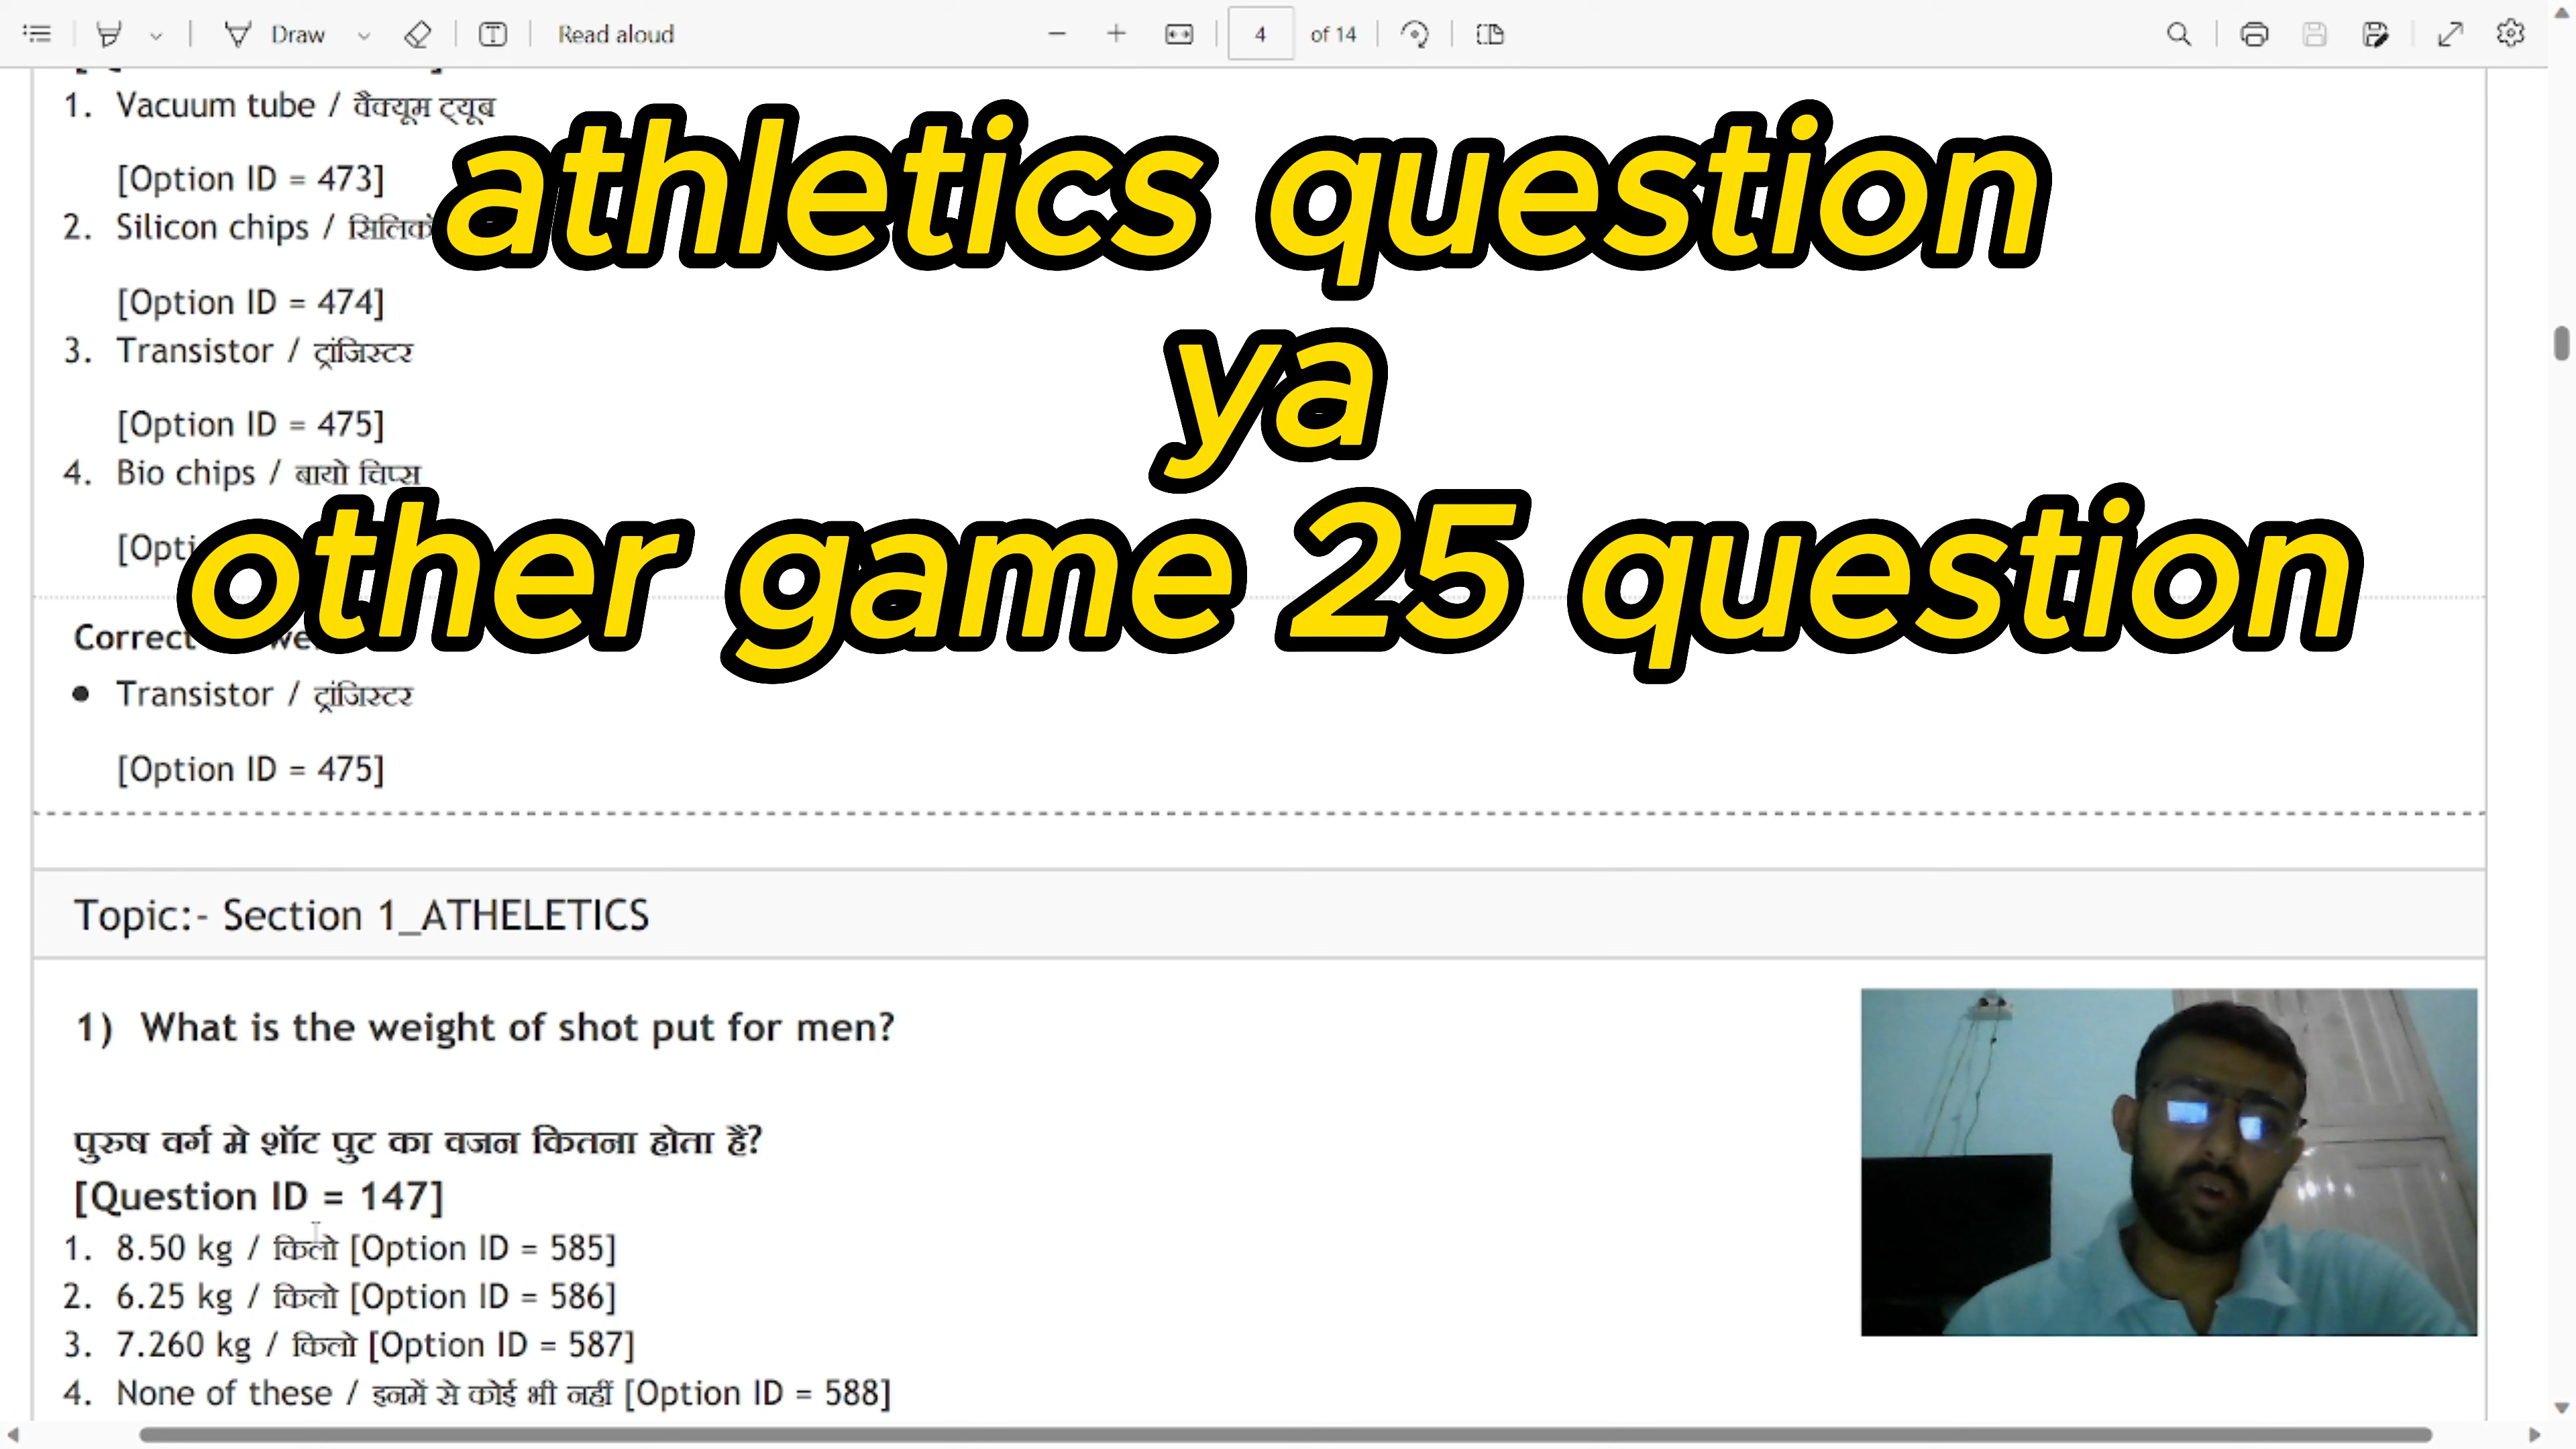 Draw
Read aloud
4 of 14
1. Vacuum tube / वैक्यूम ट्यूब
[Option ID = 473]
2. Silicon chips /
[Option ID = 474]
3. Transistor / ट्रांजिस्टर
[Option ID = 475]
4. Bio chips / बायो चिप्स
athletics question
ya
other game 25 question
Correct
• Transistor / ट्रांजिस्टर
[Option ID = 475]
Topic:- Section 1_ATHELETICS
1) What is the weight of shot put for men?
पुरुष वर्ग मे शॉट पुट का वजन कितना होता है?
[Question ID = 147]
1. 8.50 kg / किलो [Option ID = 585]
2. 6.25 kg / किलो [Option ID = 586]
3. 7.260 kg / किलो [Option ID = 587]
4. None of these / इनमें से कोई भी नहीं [Option ID = 588]